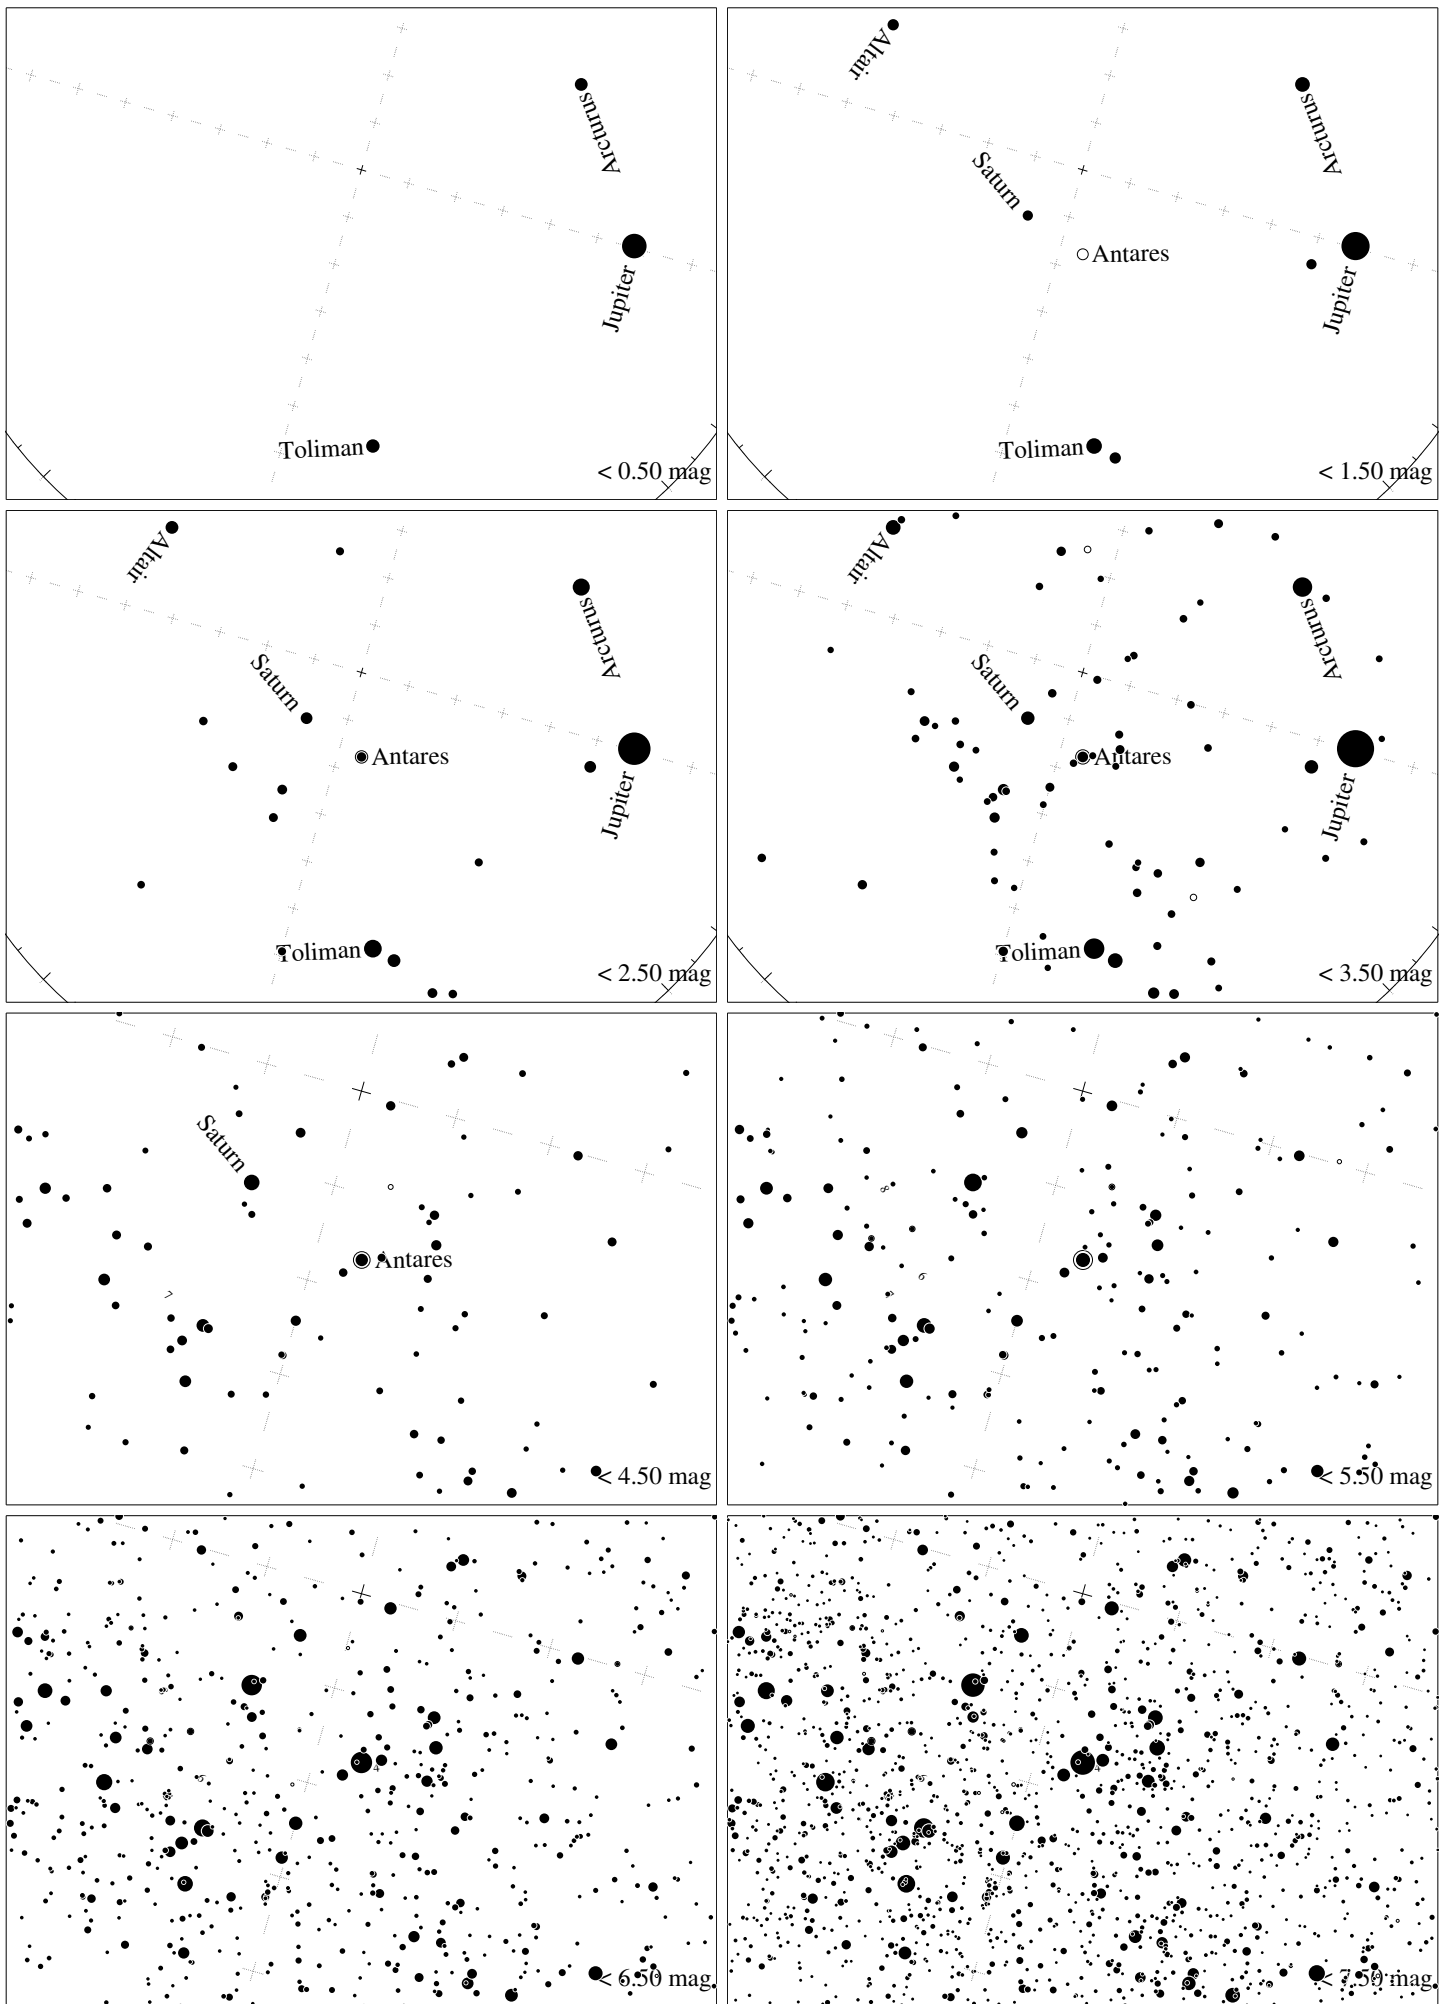 Arcturus
Jupiter
Toliman
< 0.50 mag
Altair
Arcturus
Saturn
Antares
Jupiter
Toliman
< 1.50 mag
Altair
Arcturus
Saturn
Antares
Jupiter
Toliman
< 2.50 mag
Altair
Arcturus
Saturn
Antares
Jupiter
Toliman
< 3.50 mag
Saturn
Antares
7
< 4.50 mag
< 5.50 mag
< 6.50 mag
< 7.50 mag